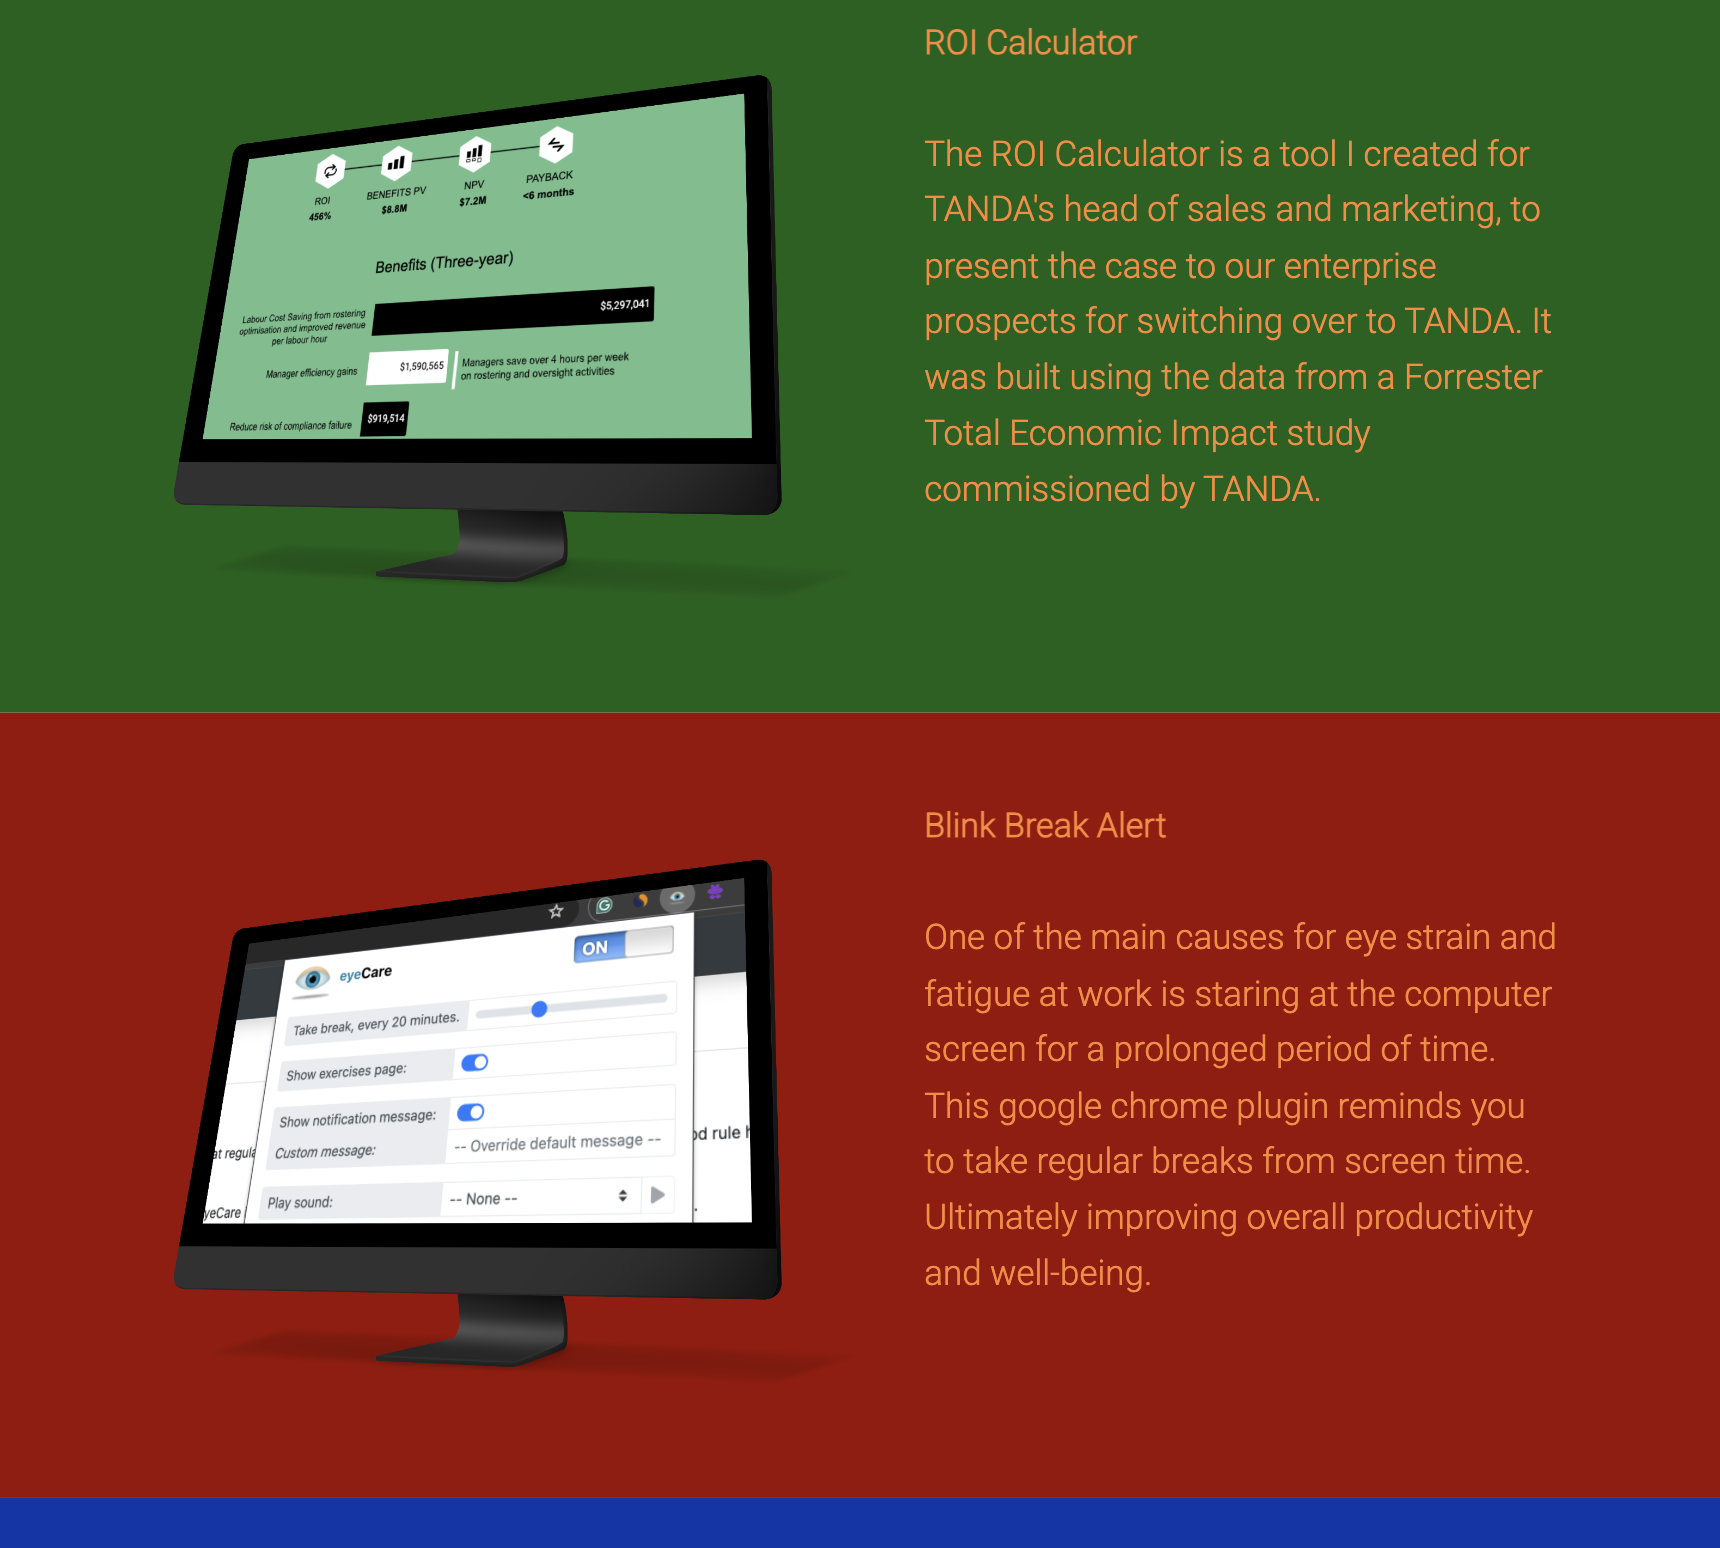 ROI Calculator
The ROI Calculator is a tool I created for
TANDA's head of sales and marketing, to
present the case to our enterprise
prospects for switching over to TANDA. It
was built using the data from a Forrester
Total Economic Impact study
commissioned by TANDA.
ROI
456%
BENEFITS PV
$8.8M
NPV
$7.2M
PAYBACK
<6 months
Benefits (Three-year)
Labour Cost Saving from rostering
optimisation and improved revenue
per labour hour
$5,297,041
Manager efficiency gains
$1,590,565
Managers save over 4 hours per week
on rostering and oversight activities
Reduce risk of compliance failure
$919,514
Blink Break Alert
One of the main causes for eye strain and
fatigue at work is staring at the computer
screen for a prolonged period of time.
This google chrome plugin reminds you
to take regular breaks from screen time.
Ultimately improving overall productivity
and well-being.
eyeCare
ON
Take break, every 20 minutes.
Show exercises page:
Show notification message:
Custom message:
-- Override default message --
Play sound:
-- None --
at regula
od rule h
yeCare